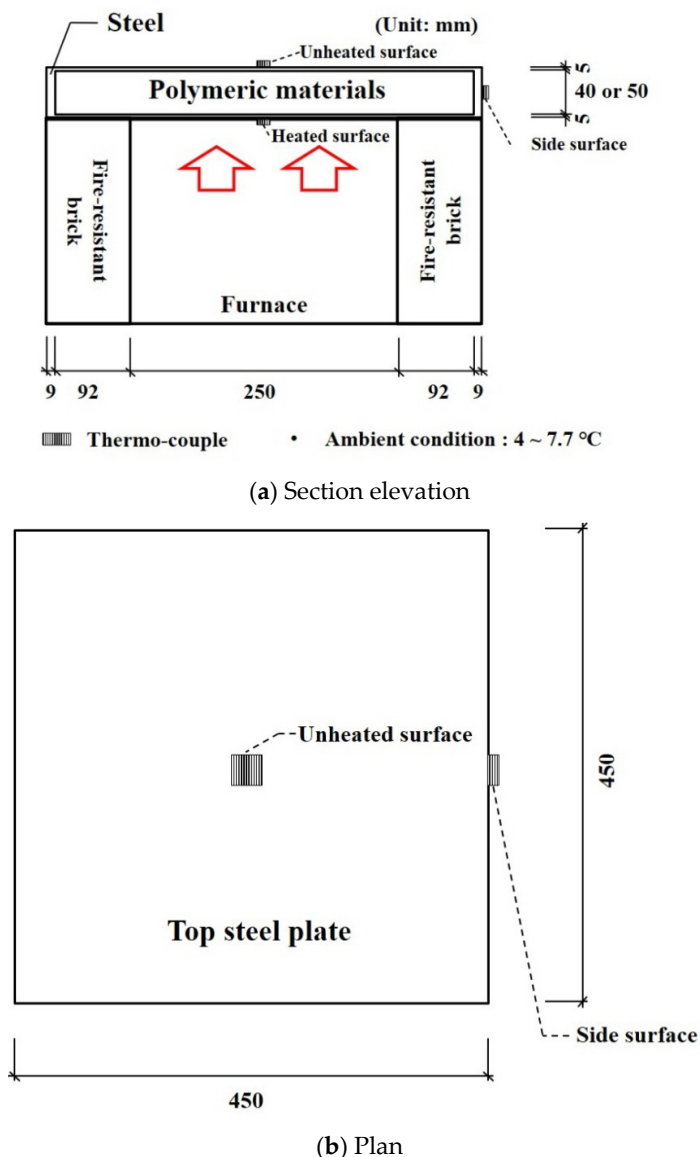 Steel
(Unit: mm)
Unheated surface
5
Polymeric materials
40 or 50
5
Heated surface
Side surface
Fire-resistant
brick
Fire-resistant
brick
Furnace
9 92 250 92 9
Thermo-couple • Ambient condition : 4 ~ 7.7 °C
(a) Section elevation
Unheated surface
450
Top steel plate
Side surface
450
(b) Plan